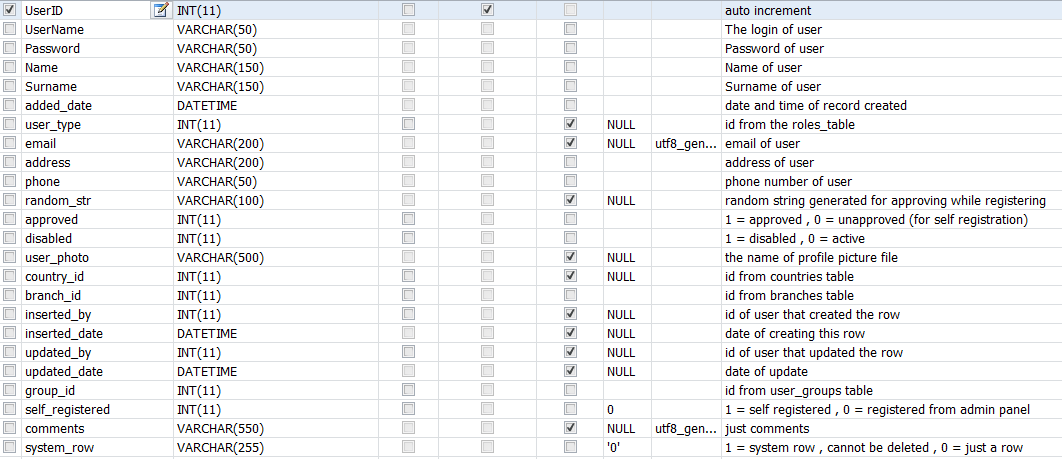 UserID INT(11) auto increment
UserName VARCHAR(50) The login of user
Password VARCHAR(50) Password of user
Name VARCHAR(150) Name of user
Surname VARCHAR(150) Surname of user
added_date DATETIME date and time of record created
user_type INT(11) NULL id from the roles_table
email VARCHAR(200) NULL utf8_gen... email of user
address VARCHAR(200) address of user
phone VARCHAR(50) phone number of user
random_str VARCHAR(100) NULL random string generated for approving while registering
approved INT(11) 1 = approved , 0 = unapproved (for self registration)
disabled INT(11) 1 = disabled , 0 = active
user_photo VARCHAR(500) NULL the name of profile picture file
country_id INT(11) NULL id from countries table
branch_id INT(11) id from branches table
inserted_by INT(11) NULL id of user that created the row
inserted_date DATETIME NULL date of creating this row
updated_by INT(11) NULL id of user that updated the row
updated_date DATETIME NULL date of update
group_id INT(11) id from user_groups table
self_registered INT(11) 0 1 = self registered , 0 = registered from admin panel
comments VARCHAR(550) NULL utf8_gen... just comments
system_row VARCHAR(255) '0' 1 = system row , cannot be deleted , 0 = just a row